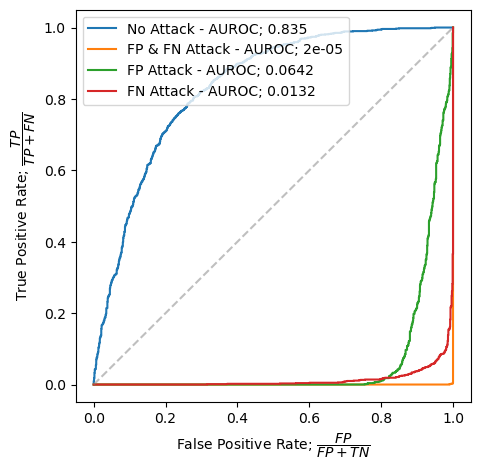 No Attack - AUROC; 0.835
FP & FN Attack - AUROC; 2e-05
FP Attack - AUROC; 0.0642
FN Attack - AUROC; 0.0132
True Positive Rate; TP / TP + FN
1.0
0.8
0.6
0.4
0.2
0.0
0.0 0.2 0.4 0.6 0.8 1.0
False Positive Rate; FP / FP + TN